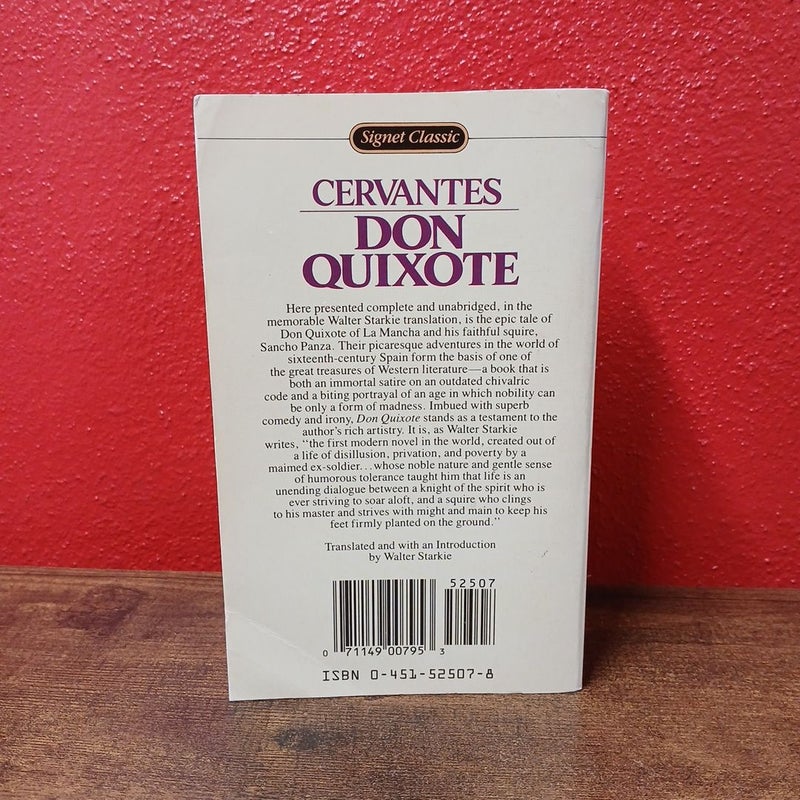 Signet Classic
CERVANTES
DON
QUIXOTE
Here presented complete and unabridged, in the
memorable Walter Starkie translation, is the epic tale of
Don Quixote of La Mancha and his faithful squire,
Sancho Panza. Their picaresque adventures in the world of
sixteenth-century Spain form the basis of one of
the great treasures of Western literature—a book that is
both an immortal satire on an outdated chivalric
code and a biting portrayal of an age in which nobility can
be only a form of madness. Imbued with superb
comedy and irony, Don Quixote stands as a testament to the
author's rich artistry. It is, as Walter Starkie
writes, "the first modern novel in the world, created out of
a life of disillusion, privation, and poverty by a
maimed ex-soldier...whose noble nature and gentle sense
of humorous tolerance taught him that life is an
unending dialogue between a knight of the spirit who is
ever striving to soar aloft, and a squire who clings
to his master and strives with might and main to keep his
feet firmly planted on the ground."
Translated and with an Introduction
by Walter Starkie
52507
0 71149 00795 3
ISBN 0-451-52507-8